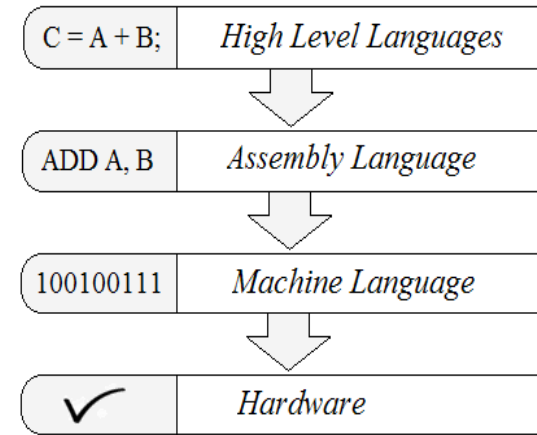 C = A + B; High Level Languages
ADD A, B Assembly Language
100100111 Machine Language
Hardware